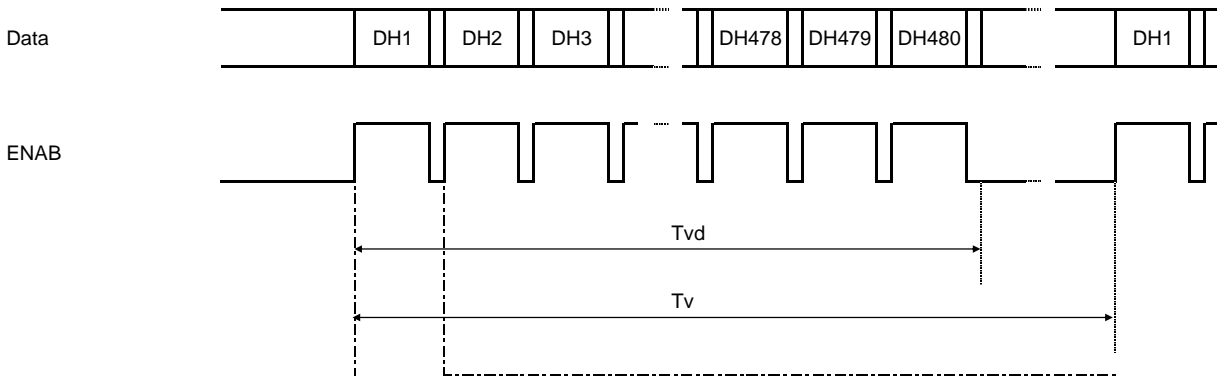 Data DH1 DH2 DH3 DH478 DH479 DH480 DH1
ENAB
Tvd
Tv